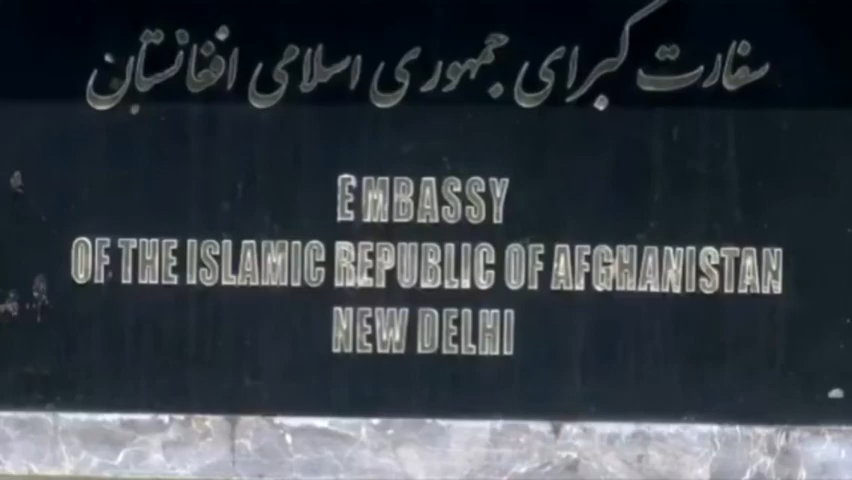 سفارت کبرای جمهوری اسلامی افغانستان
EMBASSY
OF THE ISLAMIC REPUBLIC OF AFGHANISTAN
NEW DELHI